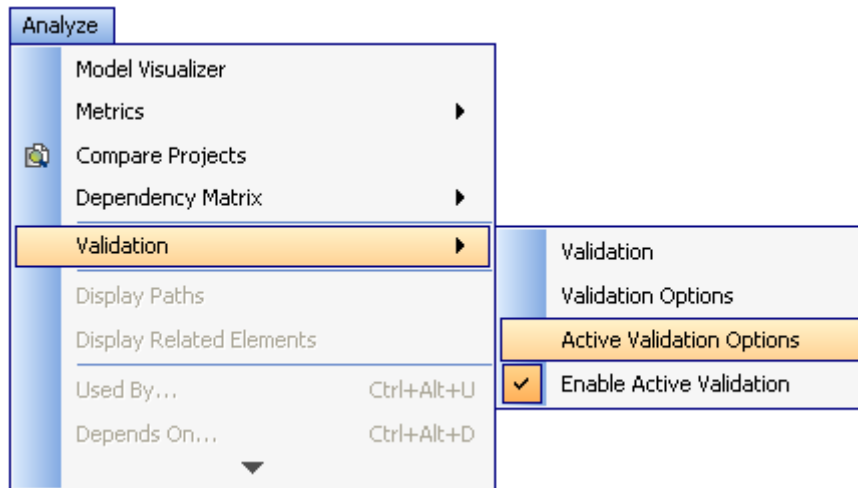 Analyze
Model Visualizer
Metrics
Compare Projects
Dependency Matrix
Validation
Display Paths
Display Related Elements
Used By... Ctrl+Alt+U
Depends On... Ctrl+Alt+D
Validation
Validation Options
Active Validation Options
Enable Active Validation